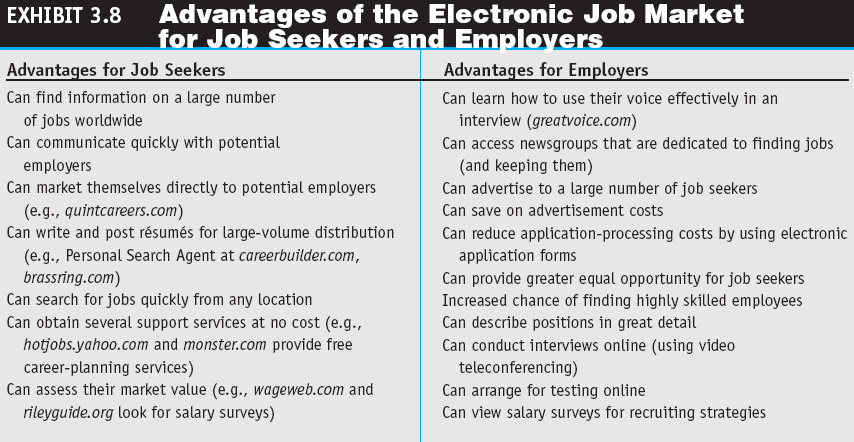 EXHIBIT 3.8 Advantages of the Electronic Job Market
for Job Seekers and Employers
Advantages for Job Seekers
Can find information on a large number
of jobs worldwide
Can communicate quickly with potential
employers
Can market themselves directly to potential employers
(e.g., quintcareers.com)
Can write and post résumés for large-volume distribution
(e.g., Personal Search Agent at careerbuilder.com,
brassring.com)
Can search for jobs quickly from any location
Can obtain several support services at no cost (e.g.,
hotjobs.yahoo.com and monster.com provide free
career-planning services)
Can assess their market value (e.g., wageweb.com and
rileyguide.org look for salary surveys)
Advantages for Employers
Can learn how to use their voice effectively in an
interview (greatvoice.com)
Can access newsgroups that are dedicated to finding jobs
(and keeping them)
Can advertise to a large number of job seekers
Can save on advertisement costs
Can reduce application-processing costs by using electronic
application forms
Can provide greater equal opportunity for job seekers
Increased chance of finding highly skilled employees
Can describe positions in great detail
Can conduct interviews online (using video
teleconferencing)
Can arrange for testing online
Can view salary surveys for recruiting strategies